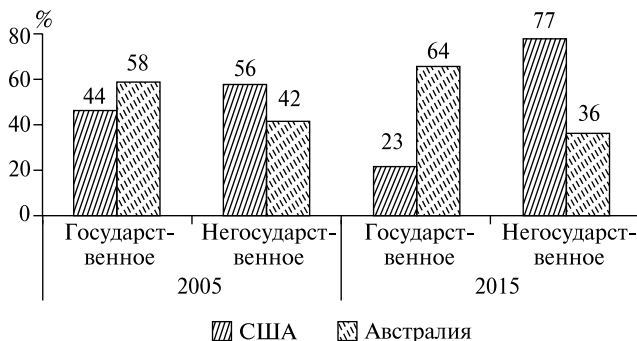 %
80
60
40
20
0
44
58
56
42
23
64
77
36
Государст-
венное
Негосударст-
венное
Государст-
венное
Негосударст-
венное
2005
2015
США
Австралия